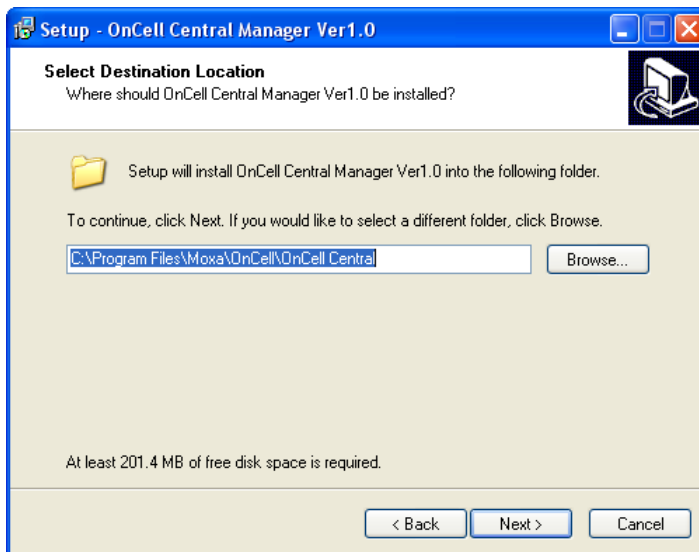 Setup - OnCell Central Manager Ver1.0
Select Destination Location
Where should OnCell Central Manager Ver1.0 be installed?
Setup will install OnCell Central Manager Ver1.0 into the following folder.
To continue, click Next. If you would like to select a different folder, click Browse.
C:\Program Files\Moxa\OnCell\OnCell Central
Browse...
At least 201.4 MB of free disk space is required.
< Back
Next >
Cancel